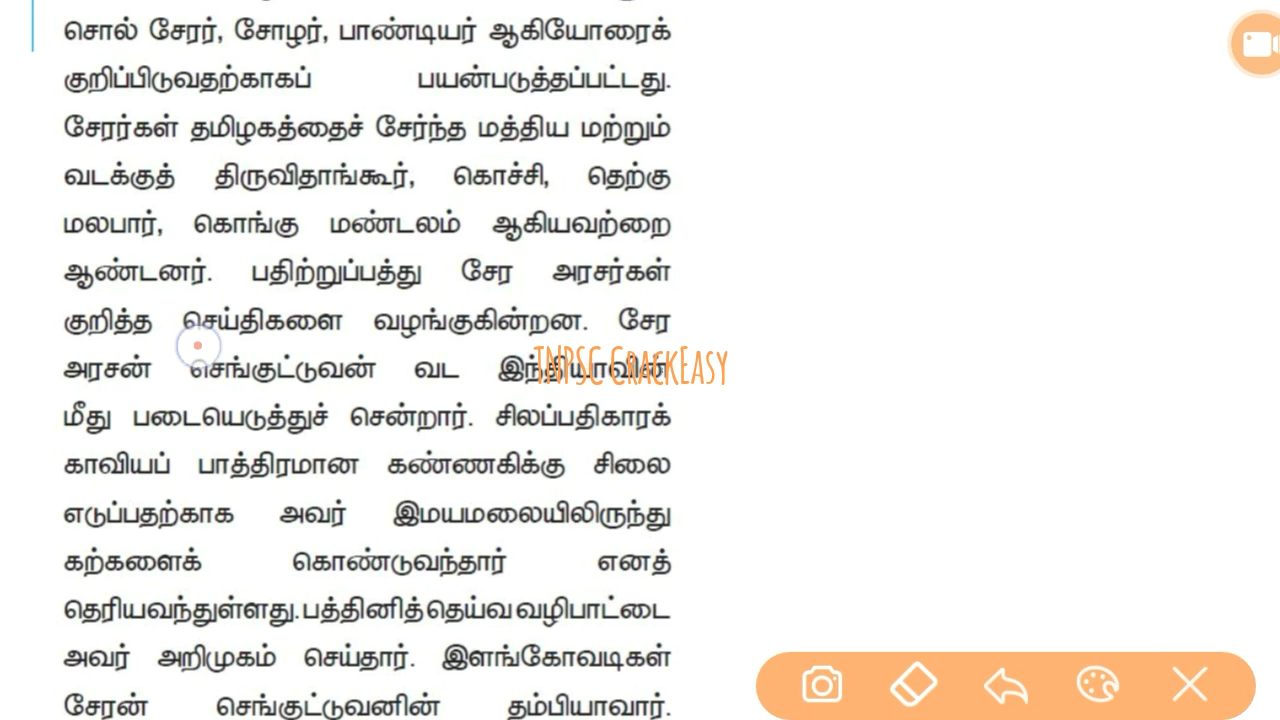 சொல் சேரர், சோழர், பாண்டியர் ஆகியோரைக்
குறிப்பிடுவதற்காகப் பயன்படுத்தப்பட்டது.
சேரர்கள் தமிழகத்தைச் சேர்ந்த மத்திய மற்றும்
வடக்குத் திருவிதாங்கூர், கொச்சி, தெற்கு
மலபார், கொங்கு மண்டலம் ஆகியவற்றை
ஆண்டனர். பதிற்றுப்பத்து சேர அரசர்கள்
குறித்த செய்திகளை வழங்குகின்றன. சேர
அரசன் செங்குட்டுவன் வட இந்தியாவின்
TNPSC CrackEasy
மீது படையெடுத்துச் சென்றார். சிலப்பதிகாரக்
காவியப் பாத்திரமான கண்ணகிக்கு சிலை
எடுப்பதற்காக அவர் இமயமலையிலிருந்து
கற்களைக் கொண்டுவந்தார் எனத்
தெரியவந்துள்ளது. பத்தினித் தெய்வ வழிபாட்டை
அவர் அறிமுகம் செய்தார். இளங்கோவடிகள்
சேரன் செங்குட்டுவனின் தம்பியாவார்.